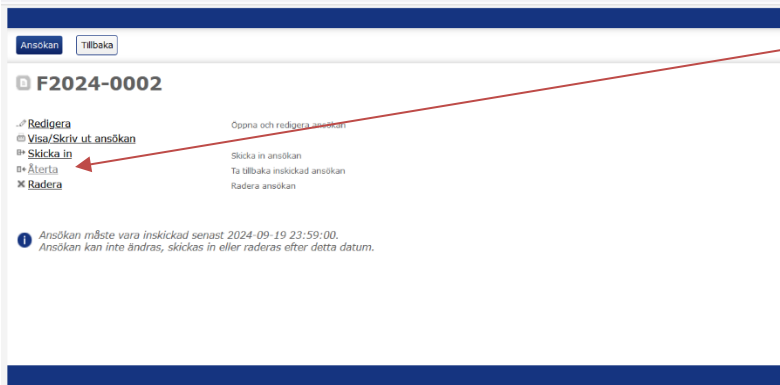 Ansökan Tillbaka
F2024-0002
Redigera Öppna och redigera ansökan
Visa/Skriv ut ansökan
Skicka in Skicka in ansökan
Återta Ta tillbaka inskickad ansökan
Radera Radera ansökan
Ansökan måste vara inskickad senast 2024-09-19 23:59:00.
Ansökan kan inte ändras, skickas in eller raderas efter detta datum.